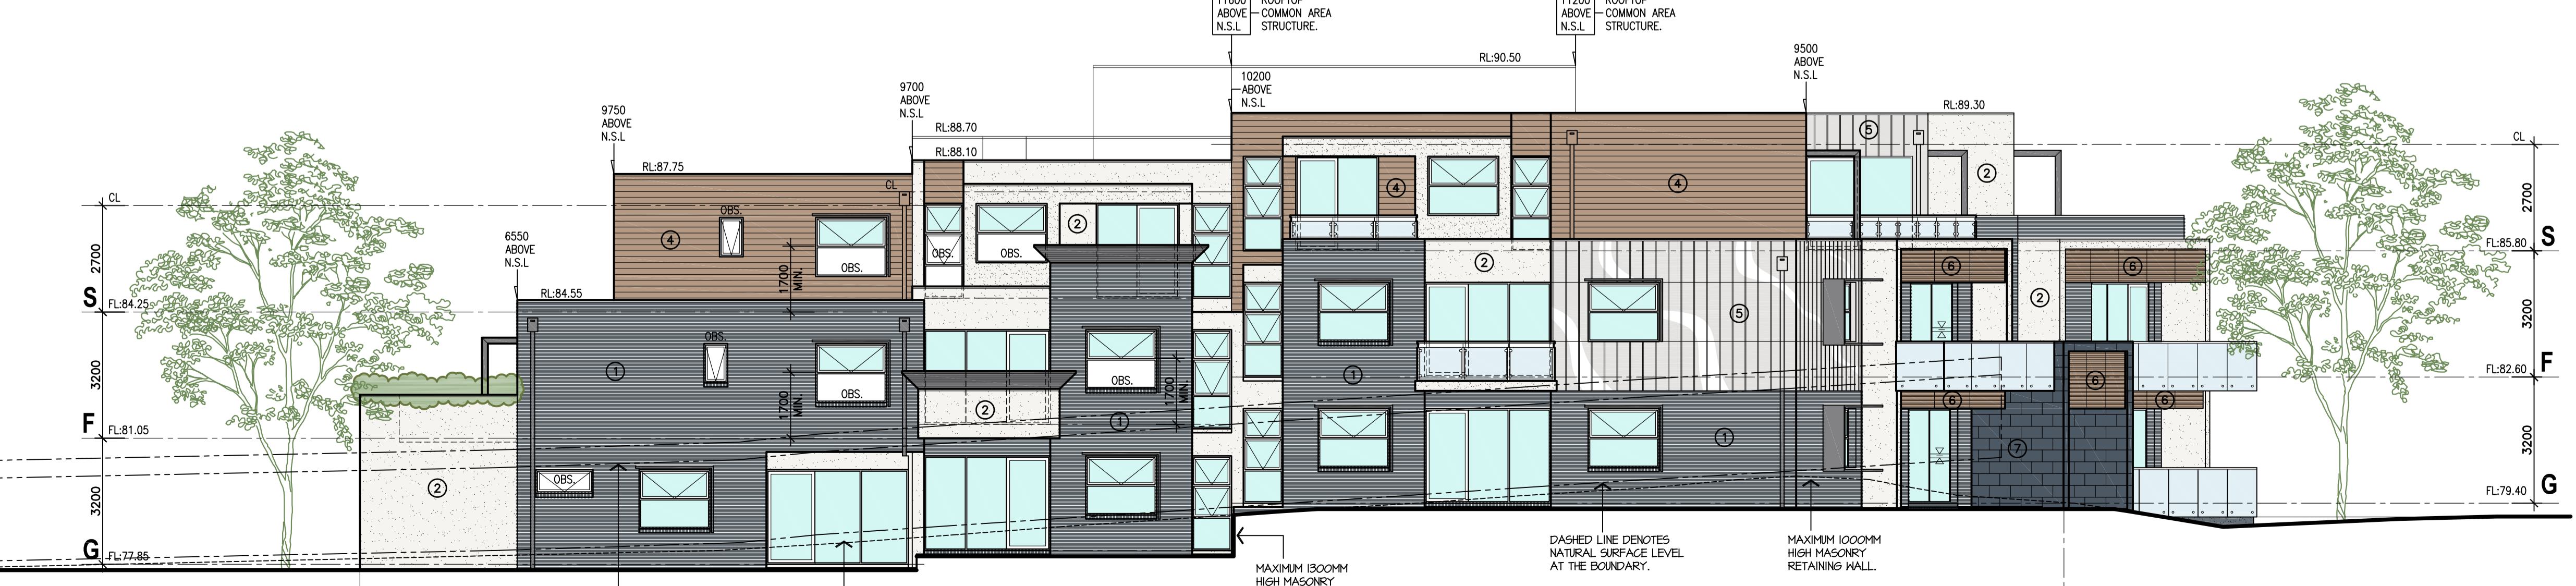 11600 ROOFTOP
ABOVE COMMON AREA
N.S.L STRUCTURE.
11200 ROOFTOP
ABOVE COMMON AREA
N.S.L STRUCTURE.
RL:90.50
9500
ABOVE
N.S.L
10200
ABOVE
N.S.L
9700
ABOVE
N.S.L
9750
ABOVE
N.S.L
RL:89.30
RL:88.70
RL:88.10
RL:87.75
5
CL
CL
CL
2
4
4
2700
2700
OBS.
2
4
6550
ABOVE
N.S.L
OBS.
OBS.
OBS.
1700
MIN.
2
6
6
S
FL:85.80
RL:84.55
S
FL:84.25
2
5
3200
OBS.
1
OBS.
OBS.
1
1700
MIN.
1700
MIN.
3200
F
FL:82.60
6
6
6
2
F
FL:81.05
1
1
7
3200
OBS.
2
3200
G
FL:79.40
G
FL:77.85
DASHED LINE DENOTES
NATURAL SURFACE LEVEL
AT THE BOUNDARY.
MAXIMUM 1000MM
HIGH MASONRY
RETAINING WALL.
MAXIMUM 1300MM
HIGH MASONRY